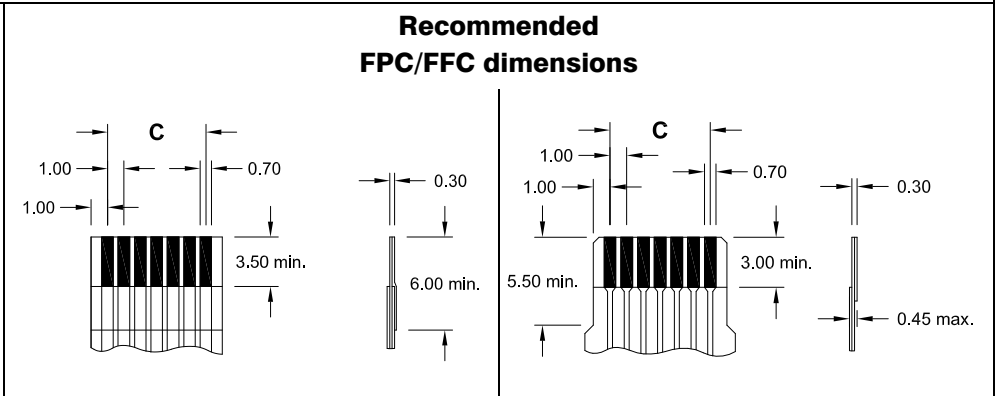 Recommended
FPC/FFC dimensions
C
1.00
0.70
1.00
3.50 min.
0.30
6.00 min.
C
1.00
0.70
1.00
5.50 min.
3.00 min.
0.30
0.45 max.